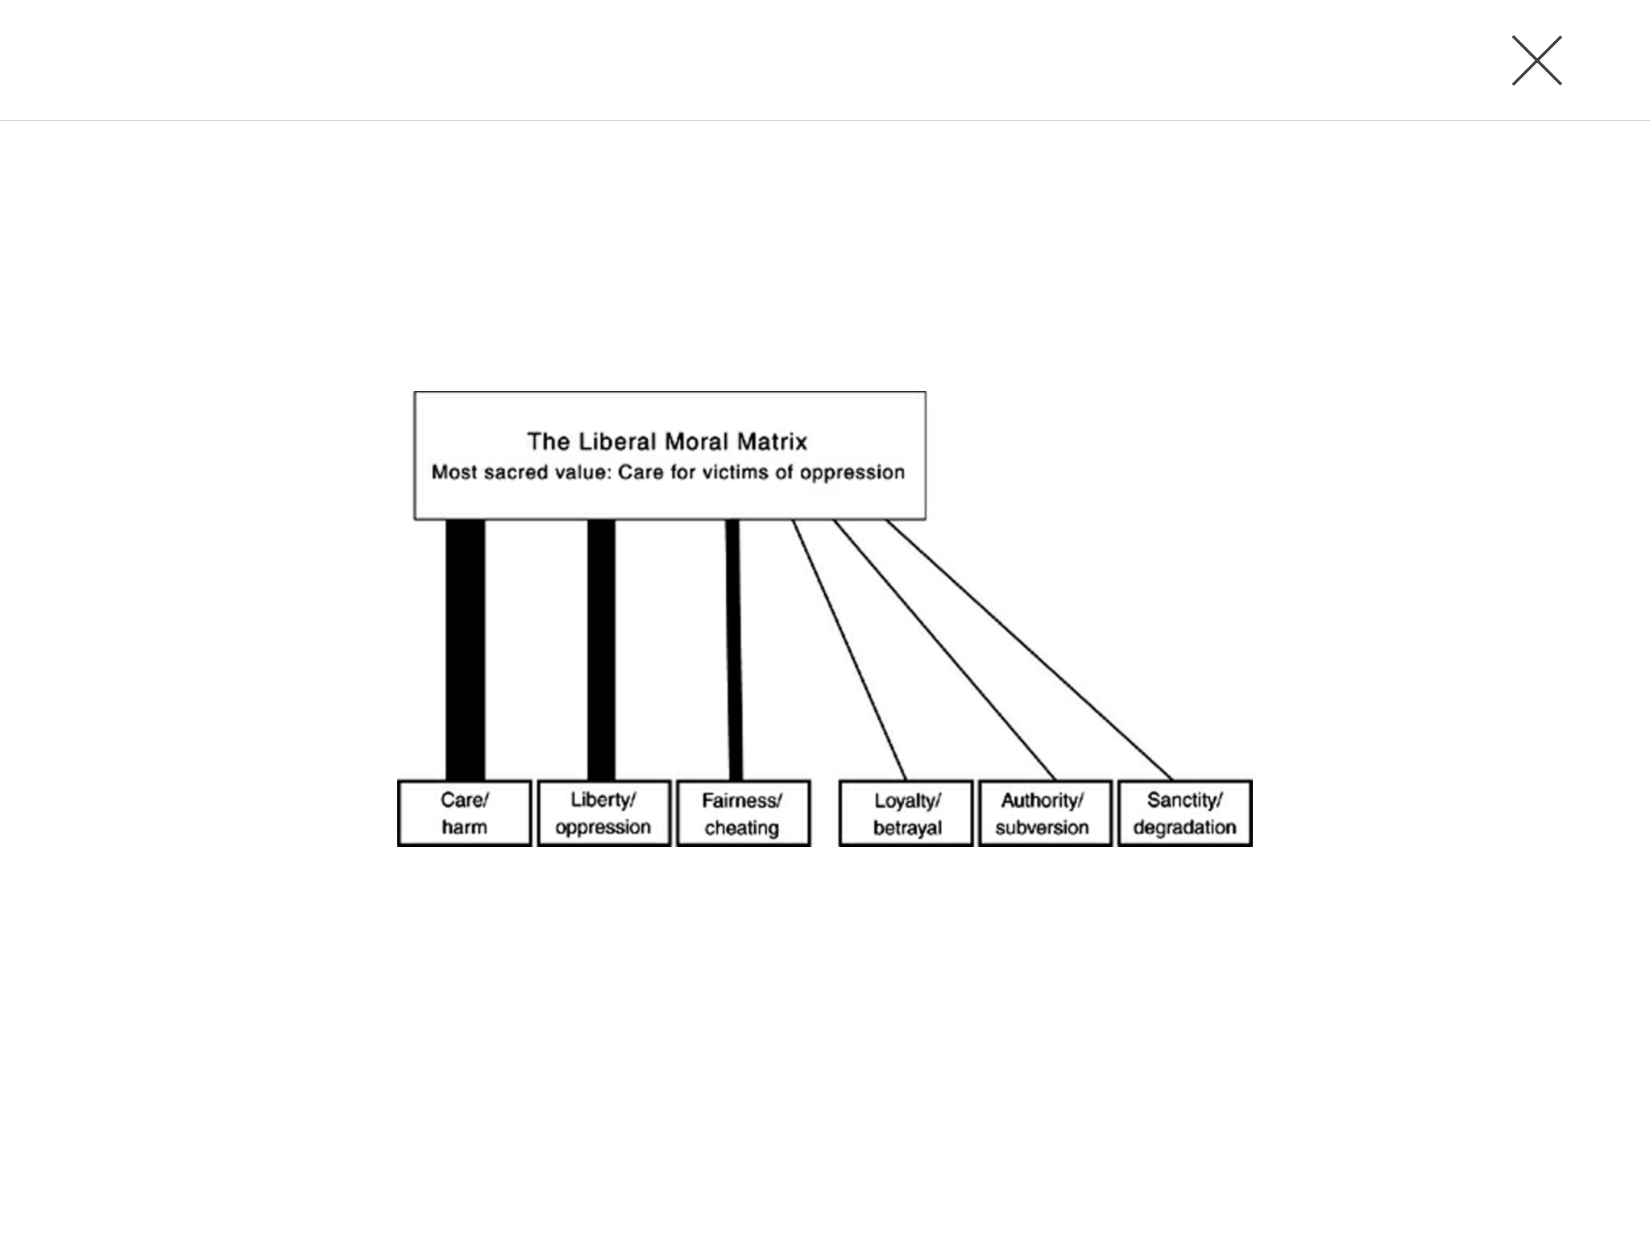 The Liberal Moral Matrix
Most sacred value: Care for victims of oppression
Care/
harm
Liberty/
oppression
Fairness/
cheating
Loyalty/
betrayal
Authority/
subversion
Sanctity/
degradation